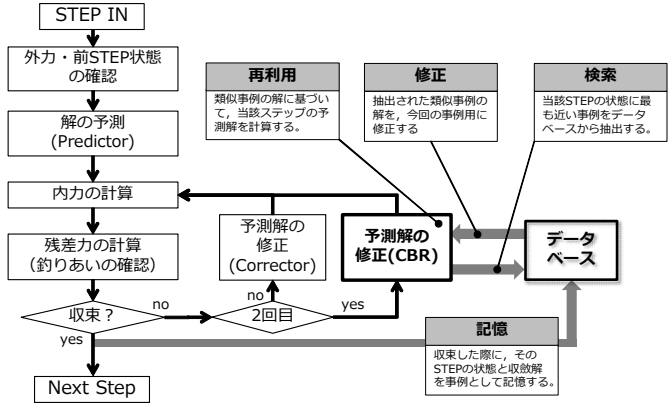 STEP IN
外力・前STEP状態
の確認
解の予測
(Predictor)
内力の計算
残差力の計算
（釣りあいの確認）
収束？
no
yes
Next Step
予測解の
修正
(Corrector)
no
2回目
yes
予測解の
修正(CBR)
データ
ベース
再利用
類似事例の解に基づい
て，当該ステップの予
測解を計算する。
修正
抽出された類似事例の
解を，今回の事例用に
修正する
検索
当該STEPの状態に最
も近い事例をデータ
ベースから抽出する。
記憶
収束した際に，その
STEPの状態と収斂解
を事例として記憶する。